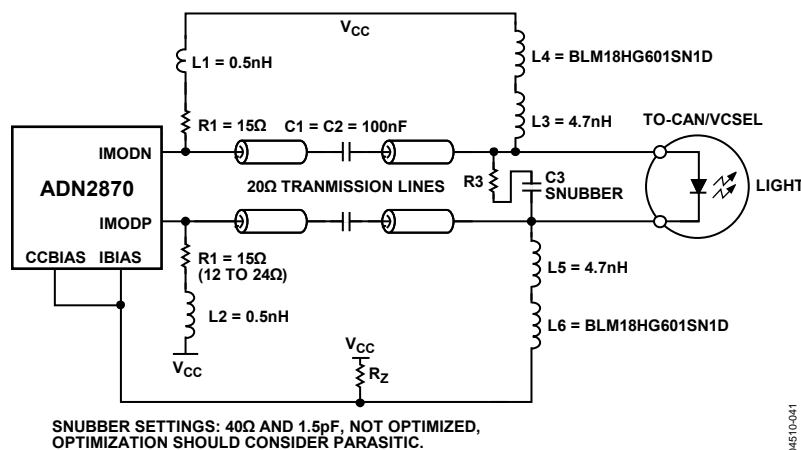 VCC
L1 = 0.5nH
L4 = BLM18HG601SN1D
R1 = 15Ω
C1 = C2 = 100nF
L3 = 4.7nH
TO-CAN/VCSEL
IMODN
ADN2870
20Ω TRANMISSION LINES
R3
C3
SNUBBER
LIGHT
IMODP
CCBIAS IBIAS
R1 = 15Ω
(12 TO 24Ω)
L5 = 4.7nH
L2 = 0.5nH
L6 = BLM18HG601SN1D
VCC
VCC
RZ
SNUBBER SETTINGS: 40Ω AND 1.5pF, NOT OPTIMIZED,
OPTIMIZATION SHOULD CONSIDER PARASITIC.
04510-041